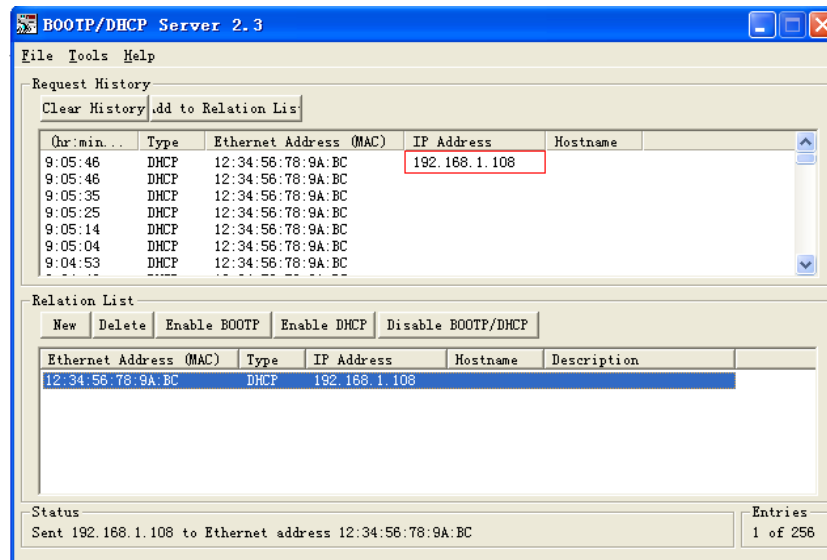 BOOTP/DHCP Server 2.3
File Tools Help
Request History
Clear History dd to Relation Lis
(hr:min... Type Ethernet Address (MAC) IP Address Hostname
9:05:46 DHCP 12:34:56:78:9A:BC 192.168.1.108
9:05:46 DHCP 12:34:56:78:9A:BC
9:05:35 DHCP 12:34:56:78:9A:BC
9:05:25 DHCP 12:34:56:78:9A:BC
9:05:14 DHCP 12:34:56:78:9A:BC
9:05:04 DHCP 12:34:56:78:9A:BC
9:04:53 DHCP 12:34:56:78:9A:BC
Relation List
New Delete Enable BOOTP Enable DHCP Disable BOOTP/DHCP
Ethernet Address (MAC) Type IP Address Hostname Description
12:34:56:78:9A:BC DHCP 192.168.1.108
Status
Sent 192.168.1.108 to Ethernet address 12:34:56:78:9A:BC
Entries
1 of 256